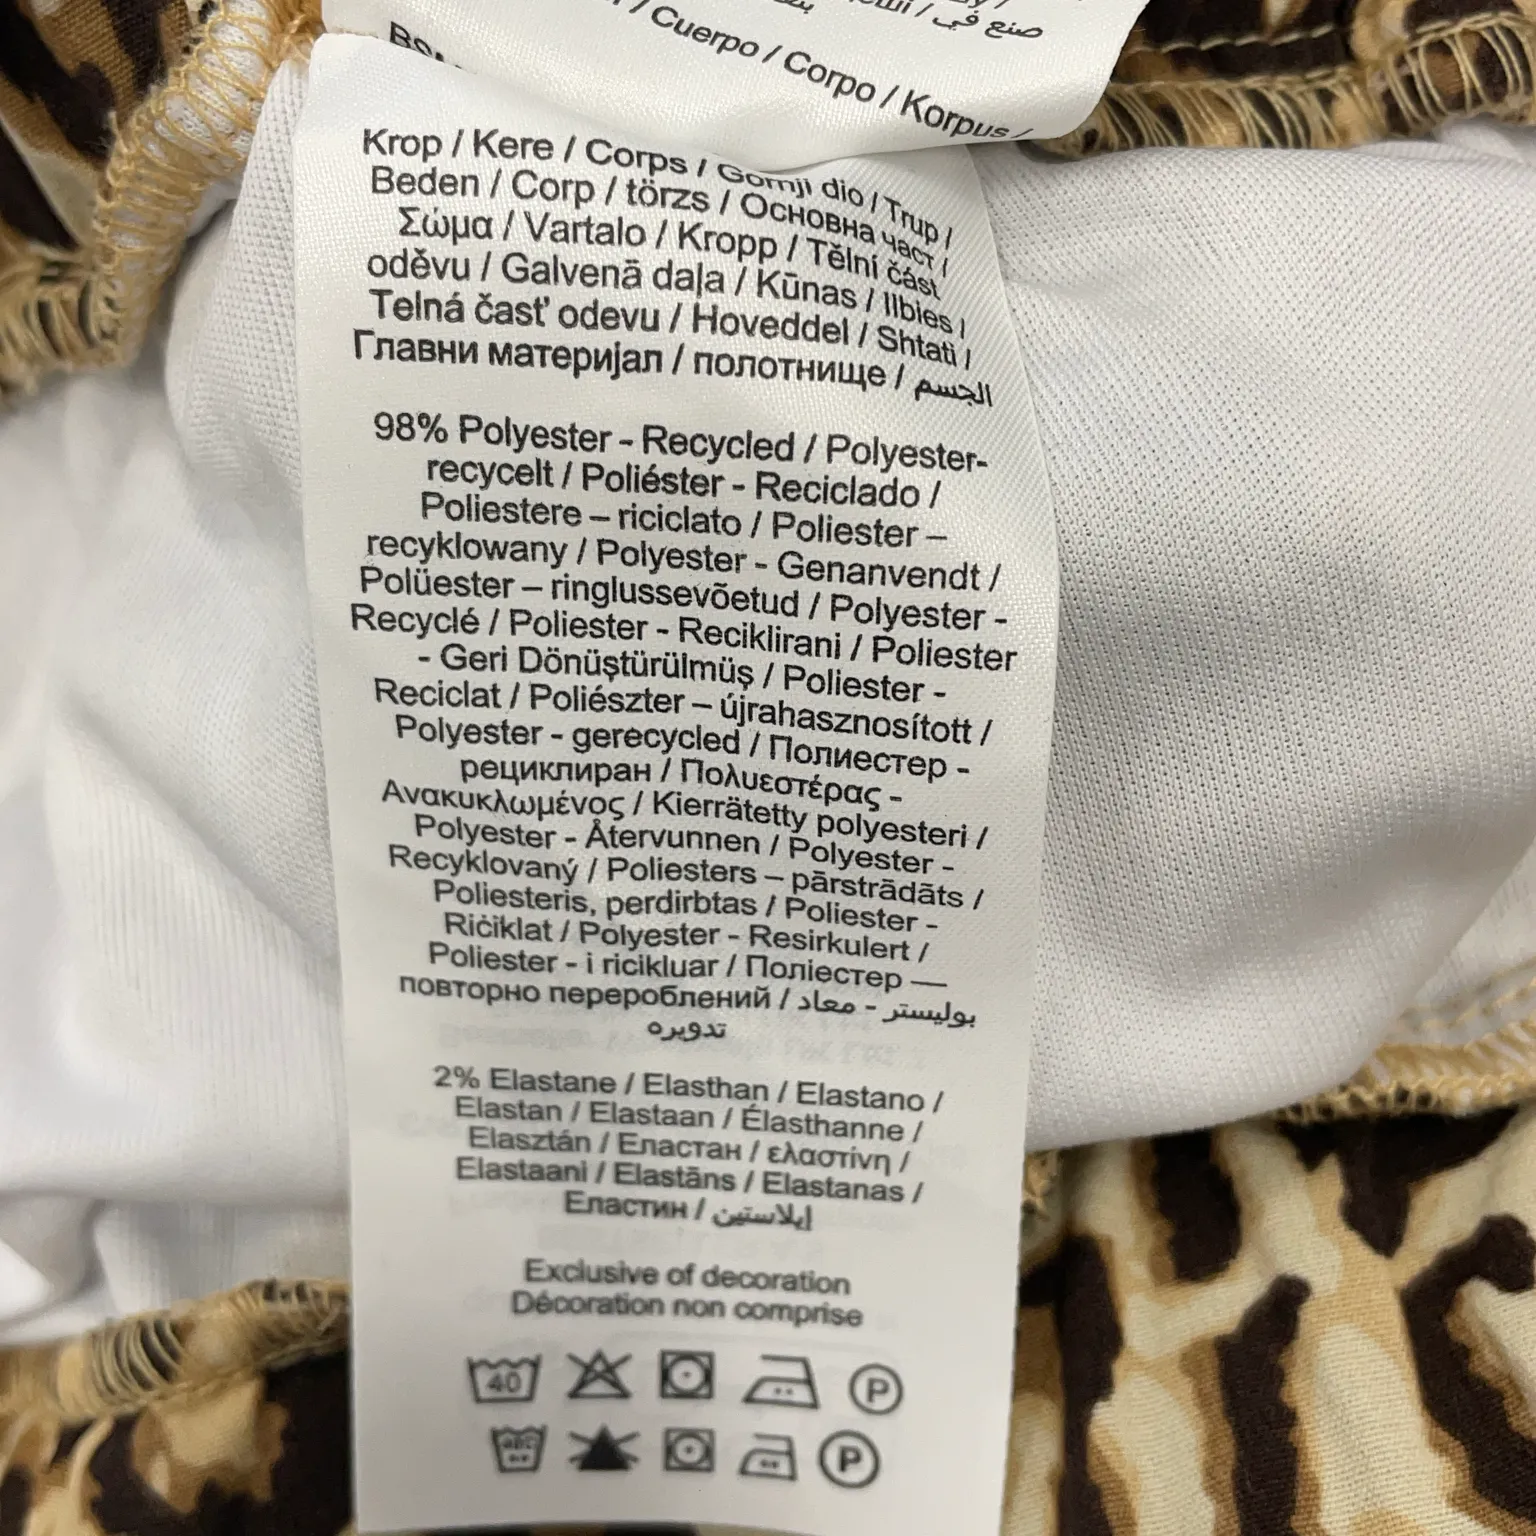 صنع في /
/ Cuerpo / Corpo / Korpus /
Krop / Kere / Corps / Gornji dio / Trup /
Beden / Corp / törzs / Основна част /
Σώμα / Vartalo / Kropp / Tělní část
oděvu / Galvenā daļa / Kūnas / Ilbies /
Telná časť odevu / Hoveddel / Shtati /
Главни материјал / полотнище / الجسم
98% Polyester - Recycled / Polyester-
recycelt / Poliéster - Reciclado /
Poliestere – riciclato / Poliester –
recyklowany / Polyester - Genanvendt /
Polüester – ringlussevõetud / Polyester -
Recyclé / Poliester - Reciklirani / Poliester
- Geri Dönüştürülmüş / Poliester -
Reciclat / Poliészter – újrahasznosított /
Polyester - gerecycled / Полиестер -
рециклиран / Πολυεστέρας -
Ανακυκλωμένος / Kierrätetty polyesteri /
Polyester - Återvunnen / Polyester -
Recyklovaný / Poliesters – pārstrādāts /
Poliesteris, perdirbtas / Poliester -
Riċiklat / Polyester - Resirkulert /
Poliester - i ricikluar / Поліестер —
повторно перероблений / بوليستر - معاد
تدويره
2% Elastane / Elasthan / Elastano /
Elastan / Elastaan / Élasthanne /
Elasztán / Еластан / ελαστίνη /
Elastaani / Elastāns / Elastanas /
Еластин / إيلاستين
Exclusive of decoration
Décoration non comprise
40 P
P